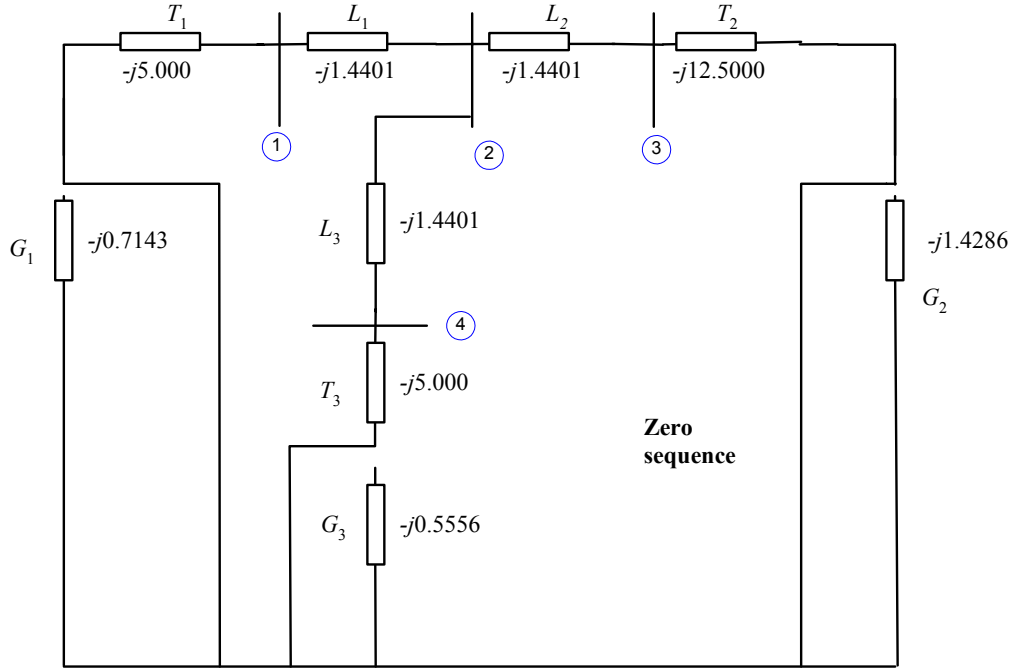 T1 L1 L2 T2
-j5.000 -j1.4401 -j1.4401 -j12.5000
1 2 3
L3 -j1.4401
G1 -j0.7143
-j1.4286
G2
4
T3 -j5.000
Zero
sequence
G3 -j0.5556